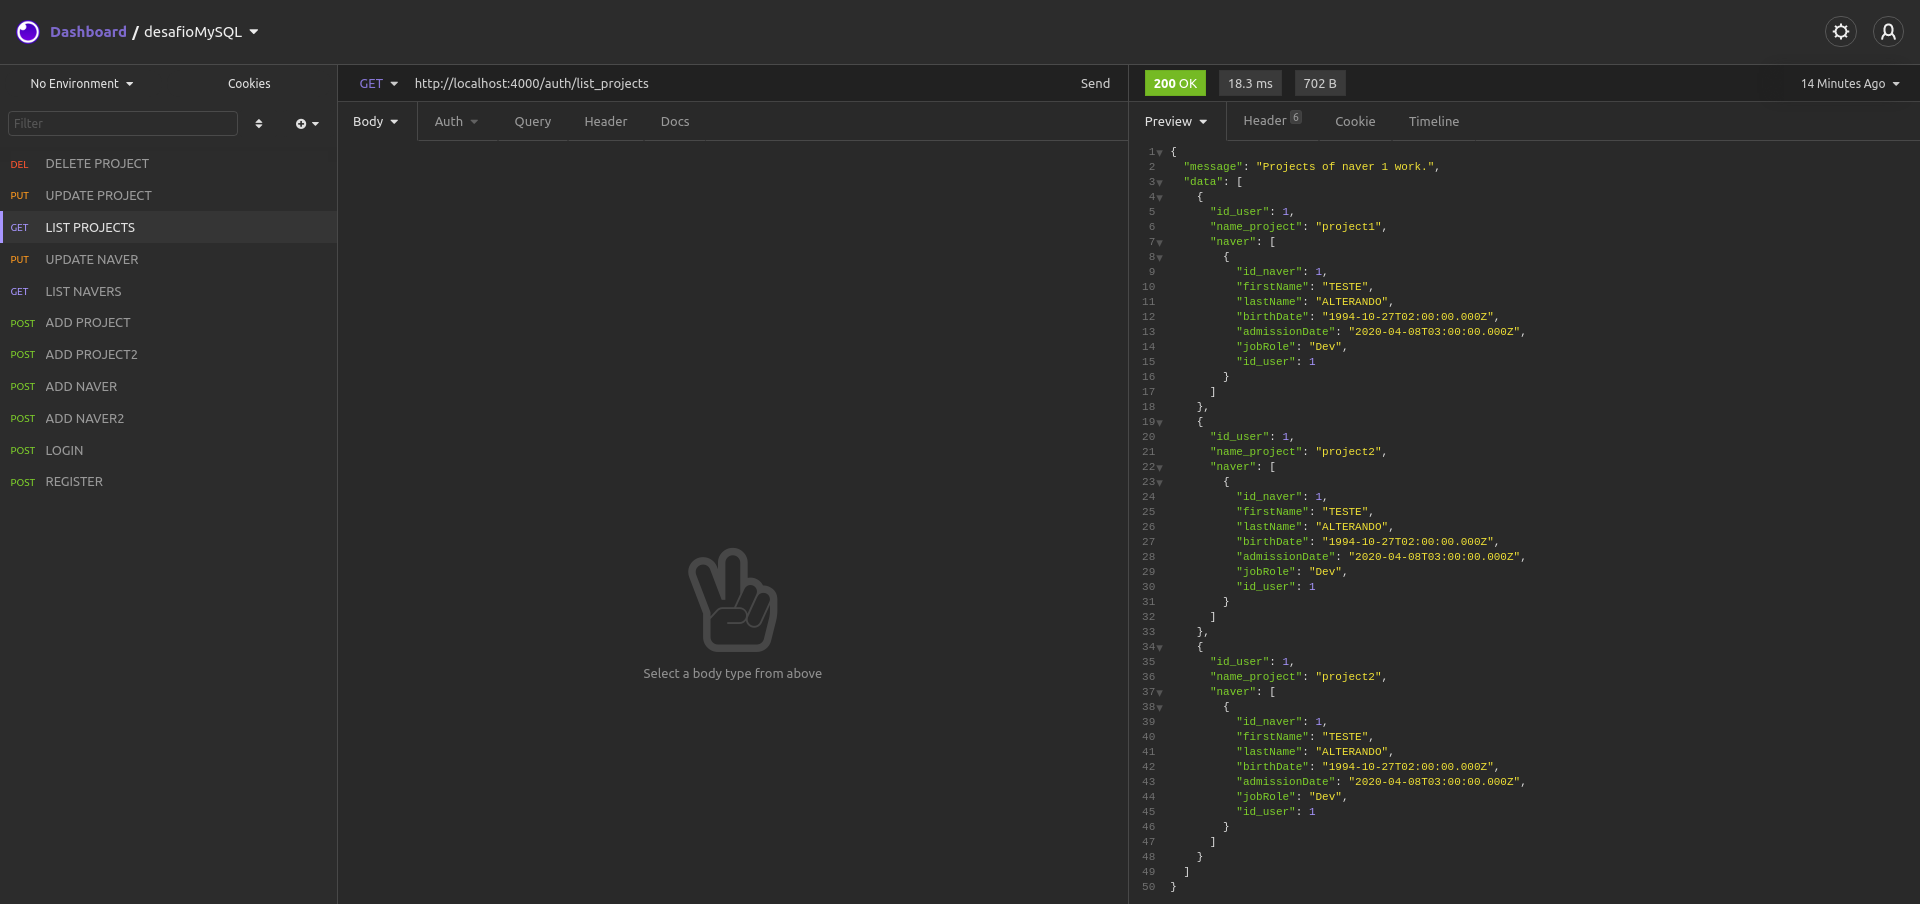 Dashboard / desafioMySQL
No Environment
Cookies
Filter
DEL DELETE PROJECT
PUT UPDATE PROJECT
GET LIST PROJECTS
PUT UPDATE NAVER
GET LIST NAVERS
POST ADD PROJECT
POST ADD PROJECT2
POST ADD NAVER
POST ADD NAVER2
POST LOGIN
POST REGISTER
GET http://localhost:4000/auth/list_projects Send
Body Auth Query Header Docs
Select a body type from above
200 OK 18.3 ms 702 B 14 Minutes Ago
Preview Header 6 Cookie Timeline
1 {
2 "message": "Projects of naver 1 work.",
3 "data": [
4 {
5 "id_user": 1,
6 "name_project": "project1",
7 "naver": [
8 {
9 "id_naver": 1,
10 "firstName": "TESTE",
11 "lastName": "ALTERANDO",
12 "birthDate": "1994-10-27T02:00:00.000Z",
13 "admissionDate": "2020-04-08T03:00:00.000Z",
14 "jobRole": "Dev",
15 "id_user": 1
16 }
17 ]
18 },
19 {
20 "id_user": 1,
21 "name_project": "project2",
22 "naver": [
23 {
24 "id_naver": 1,
25 "firstName": "TESTE",
26 "lastName": "ALTERANDO",
27 "birthDate": "1994-10-27T02:00:00.000Z",
28 "admissionDate": "2020-04-08T03:00:00.000Z",
29 "jobRole": "Dev",
30 "id_user": 1
31 }
32 ]
33 },
34 {
35 "id_user": 1,
36 "name_project": "project2",
37 "naver": [
38 {
39 "id_naver": 1,
40 "firstName": "TESTE",
41 "lastName": "ALTERANDO",
42 "birthDate": "1994-10-27T02:00:00.000Z",
43 "admissionDate": "2020-04-08T03:00:00.000Z",
44 "jobRole": "Dev",
45 "id_user": 1
46 }
47 ]
48 }
49 ]
50 }